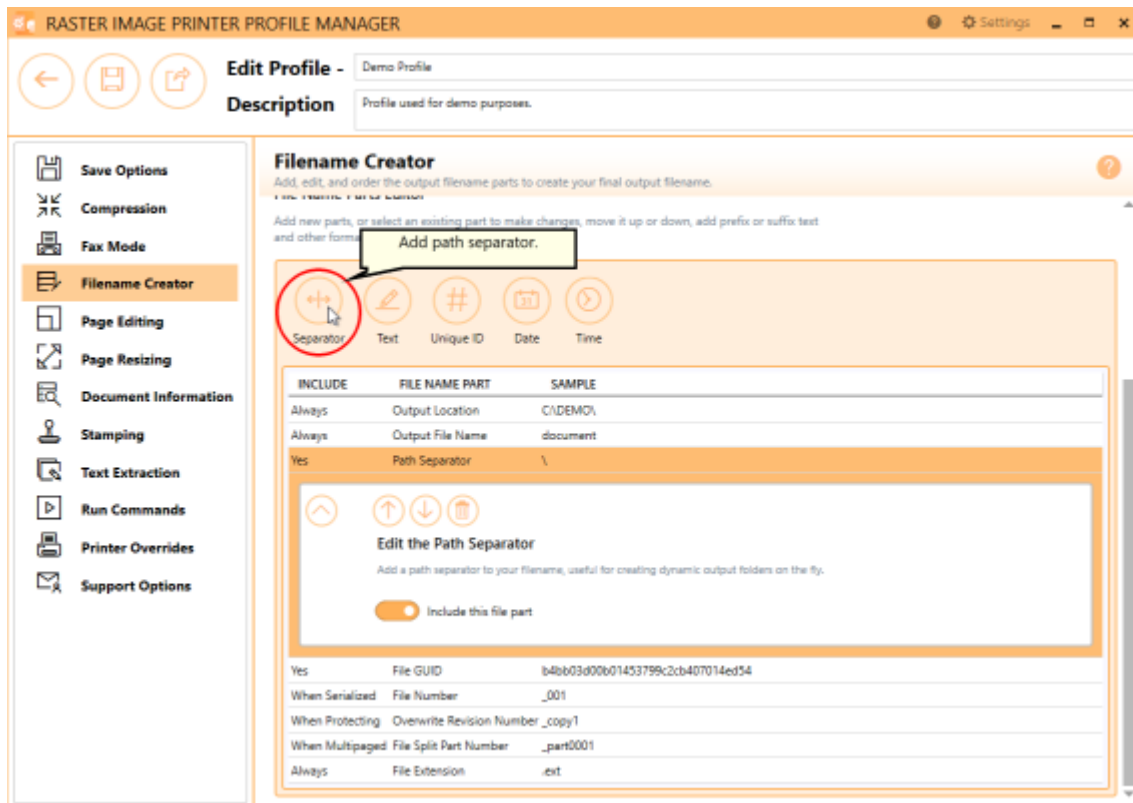 RASTER IMAGE PRINTER PROFILE MANAGER
Settings
Edit Profile -
Demo Profile
Description
Profile used for demo purposes.
Save Options
Compression
Fax Mode
Filename Creator
Page Editing
Page Resizing
Document Information
Stamping
Text Extraction
Run Commands
Printer Overrides
Support Options
Filename Creator
Add, edit, and order the output filename parts to create your final output filename.
File Name Parts Editor
Add new parts, or select an existing part to make changes, move it up or down, add prefix or suffix text
and other
Add path separator.
Separator Text Unique ID Date Time
INCLUDE FILE NAME PART SAMPLE
Always Output Location C:\DEMO\
Always Output File Name document
Yes Path Separator \
Edit the Path Separator
Add a path separator to your filename, useful for creating dynamic output folders on the fly.
Include this file part
Yes File GUID b4bb03d00b01453799c2cb407014ed54
When Serialized File Number _001
When Protecting Overwrite Revision Number _copy1
When Multipaged File Split Part Number _part0001
Always File Extension .ext